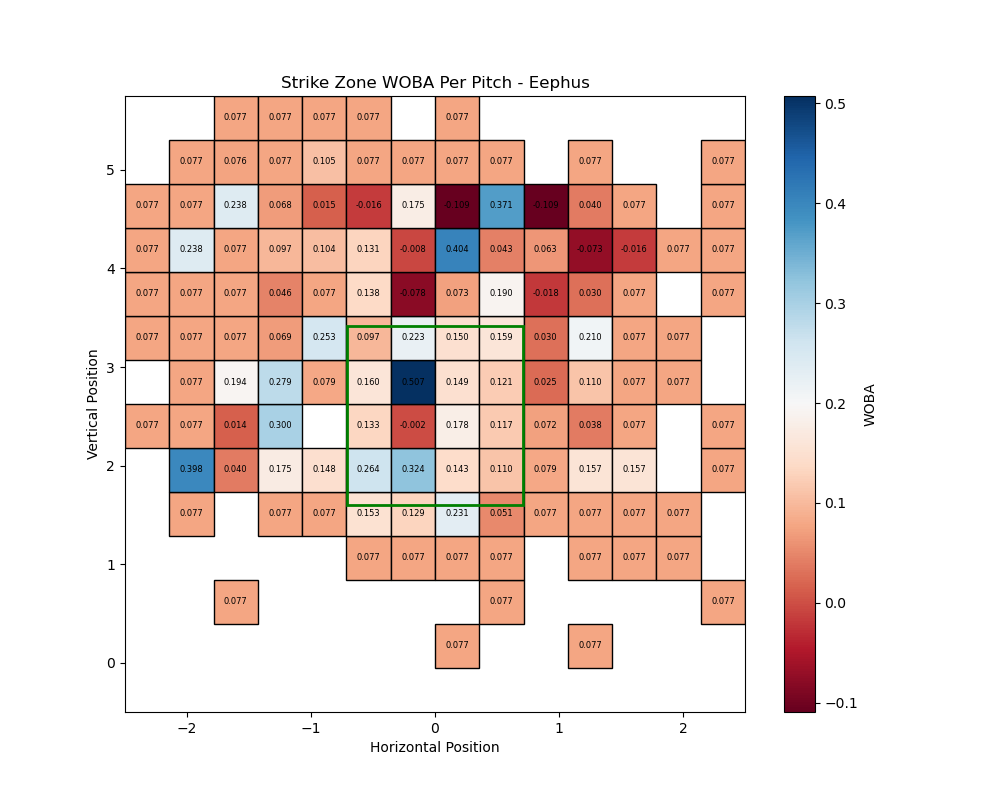 Strike Zone WOBA Per Pitch - Eephus
0.077 0.077 0.077 0.077 0.077
0.077 0.076 0.077 0.105 0.077 0.077 0.077 0.077 0.077 0.077
0.077 0.077 0.238 0.068 0.015 -0.016 0.175 -0.109 0.371 -0.109 0.040 0.077 0.077
0.077 0.238 0.077 0.097 0.104 0.131 -0.008 0.404 0.043 0.063 -0.073 -0.016 0.077 0.077
0.077 0.077 0.077 0.046 0.077 0.138 -0.078 0.073 0.190 -0.018 0.030 0.077 0.077
0.077 0.077 0.077 0.069 0.253 0.097 0.223 0.150 0.159 0.030 0.210 0.077 0.077
0.077 0.194 0.279 0.079 0.160 0.507 0.149 0.121 0.025 0.110 0.077 0.077
0.077 0.077 0.014 0.300 0.133 -0.002 0.178 0.117 0.072 0.038 0.077 0.077
0.398 0.040 0.175 0.148 0.264 0.324 0.143 0.110 0.079 0.157 0.157 0.077
0.077 0.077 0.077 0.153 0.129 0.231 0.051 0.077 0.077 0.077 0.077
0.077 0.077 0.077 0.077 0.077 0.077 0.077
0.077 0.077 0.077
0.077 0.077
5
4
3
2
1
0
Vertical Position
−2 −1 0 1 2
Horizontal Position
0.5
0.4
0.3
0.2
0.1
0.0
−0.1
WOBA